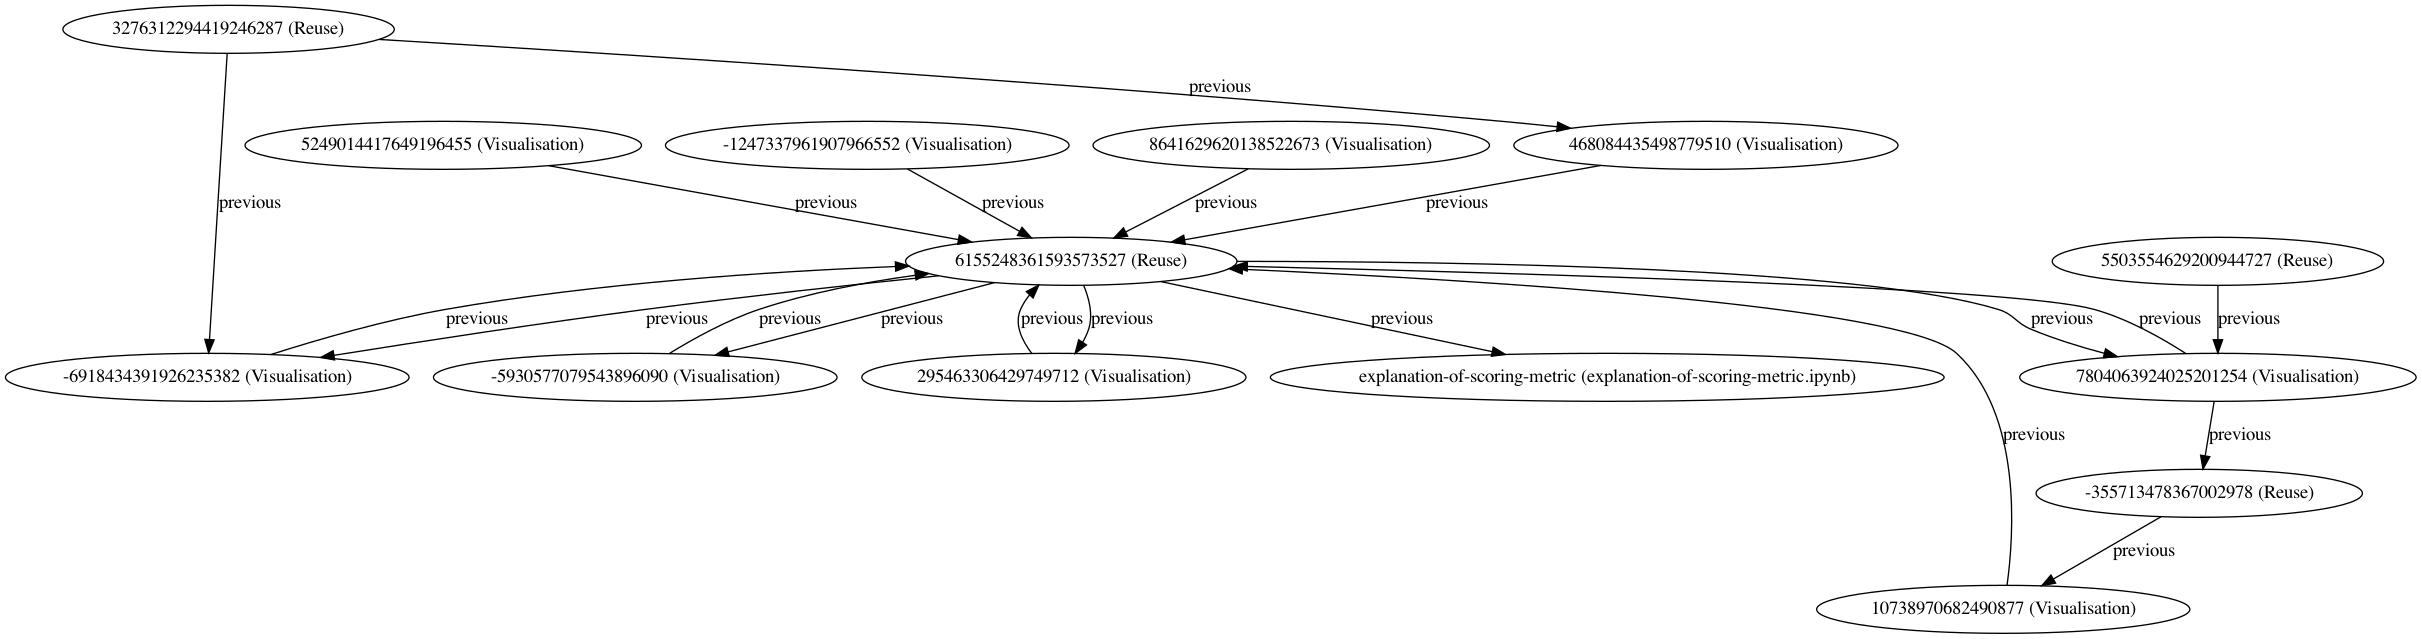 3276312294419246287 (Reuse)
previous
5249014417649196455 (Visualisation)
-1247337961907966552 (Visualisation)
8641629620138522673 (Visualisation)
468084435498779510 (Visualisation)
previous
previous
previous
previous
previous
6155248361593573527 (Reuse)
5503554629200944727 (Reuse)
previous
previous
previous
previous
previous
previous
previous
previous
previous
previous
-6918434391926235382 (Visualisation)
-5930577079543896090 (Visualisation)
295463306429749712 (Visualisation)
explanation-of-scoring-metric (explanation-of-scoring-metric.ipynb)
7804063924025201254 (Visualisation)
previous
previous
-355713478367002978 (Reuse)
previous
10738970682490877 (Visualisation)